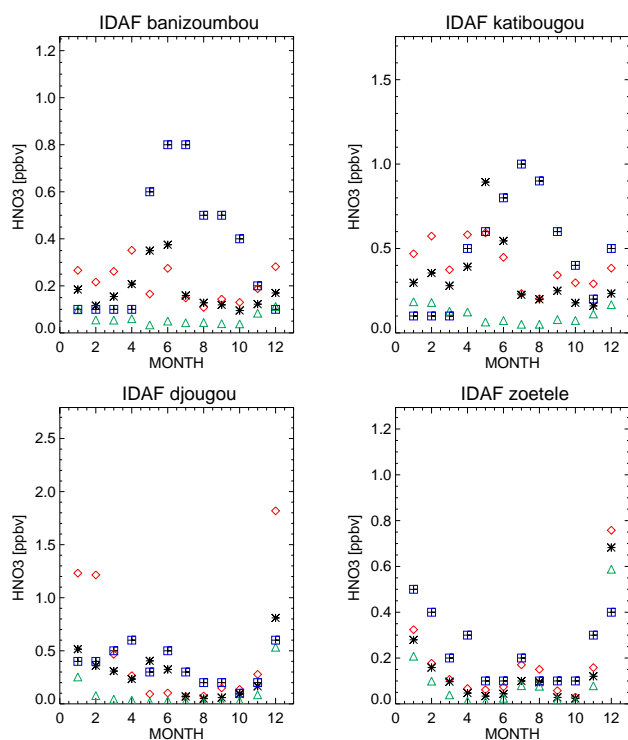 IDAF banizoumbou
HNO3 [ppbv]
1.2
1.0
0.8
0.6
0.4
0.2
0.0
0 2 4 6 8 10 12
MONTH
IDAF katibougou
HNO3 [ppbv]
1.5
1.0
0.5
0.0
0 2 4 6 8 10 12
MONTH
IDAF djougou
HNO3 [ppbv]
2.5
2.0
1.5
1.0
0.5
0.0
0 2 4 6 8 10 12
MONTH
IDAF zoetele
HNO3 [ppbv]
1.2
1.0
0.8
0.6
0.4
0.2
0.0
0 2 4 6 8 10 12
MONTH